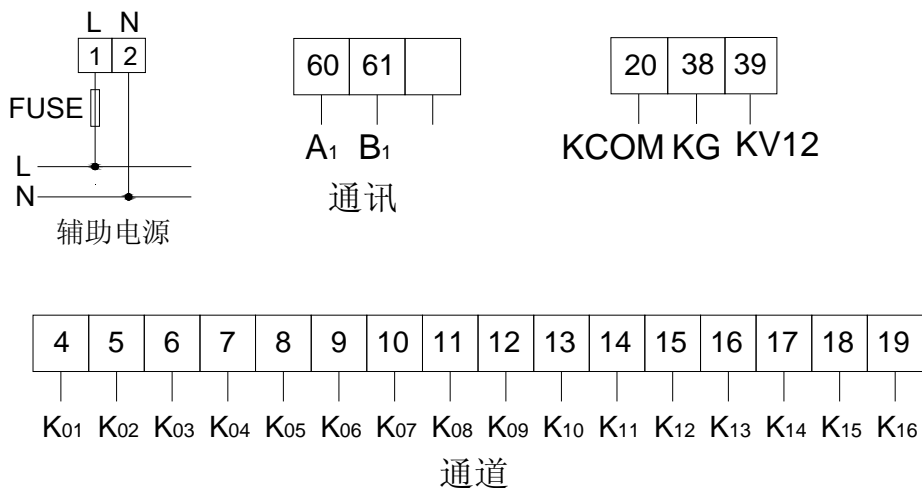 L N
1 2
FUSE
L
N
辅助电源
60 61
A1 B1
通讯
20 38 39
KCOM KG KV12
4 5 6 7 8 9 10 11 12 13 14 15 16 17 18 19
K01 K02 K03 K04 K05 K06 K07 K08 K09 K10 K11 K12 K13 K14 K15 K16
通道